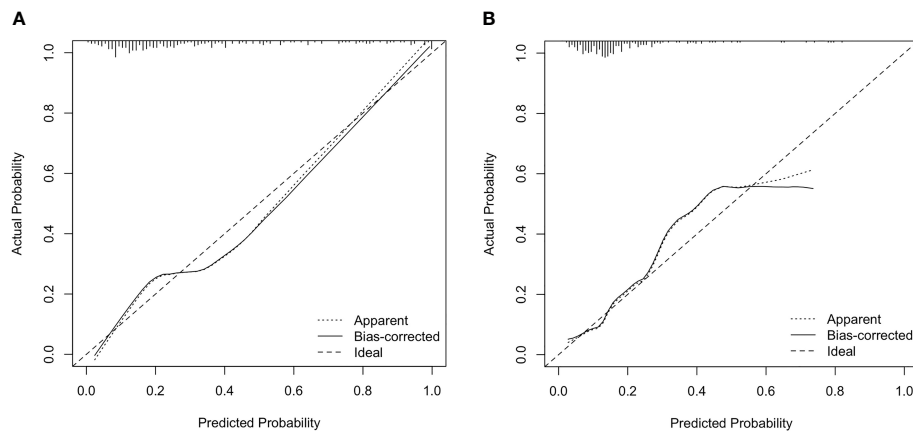 A
Actual Probability
1.0
0.8
0.6
0.4
0.2
0.0
Apparent
Bias-corrected
Ideal
0.0 0.2 0.4 0.6 0.8 1.0
Predicted Probability
B
Actual Probability
1.0
0.8
0.6
0.4
0.2
0.0
Apparent
Bias-corrected
Ideal
0.0 0.2 0.4 0.6 0.8 1.0
Predicted Probability